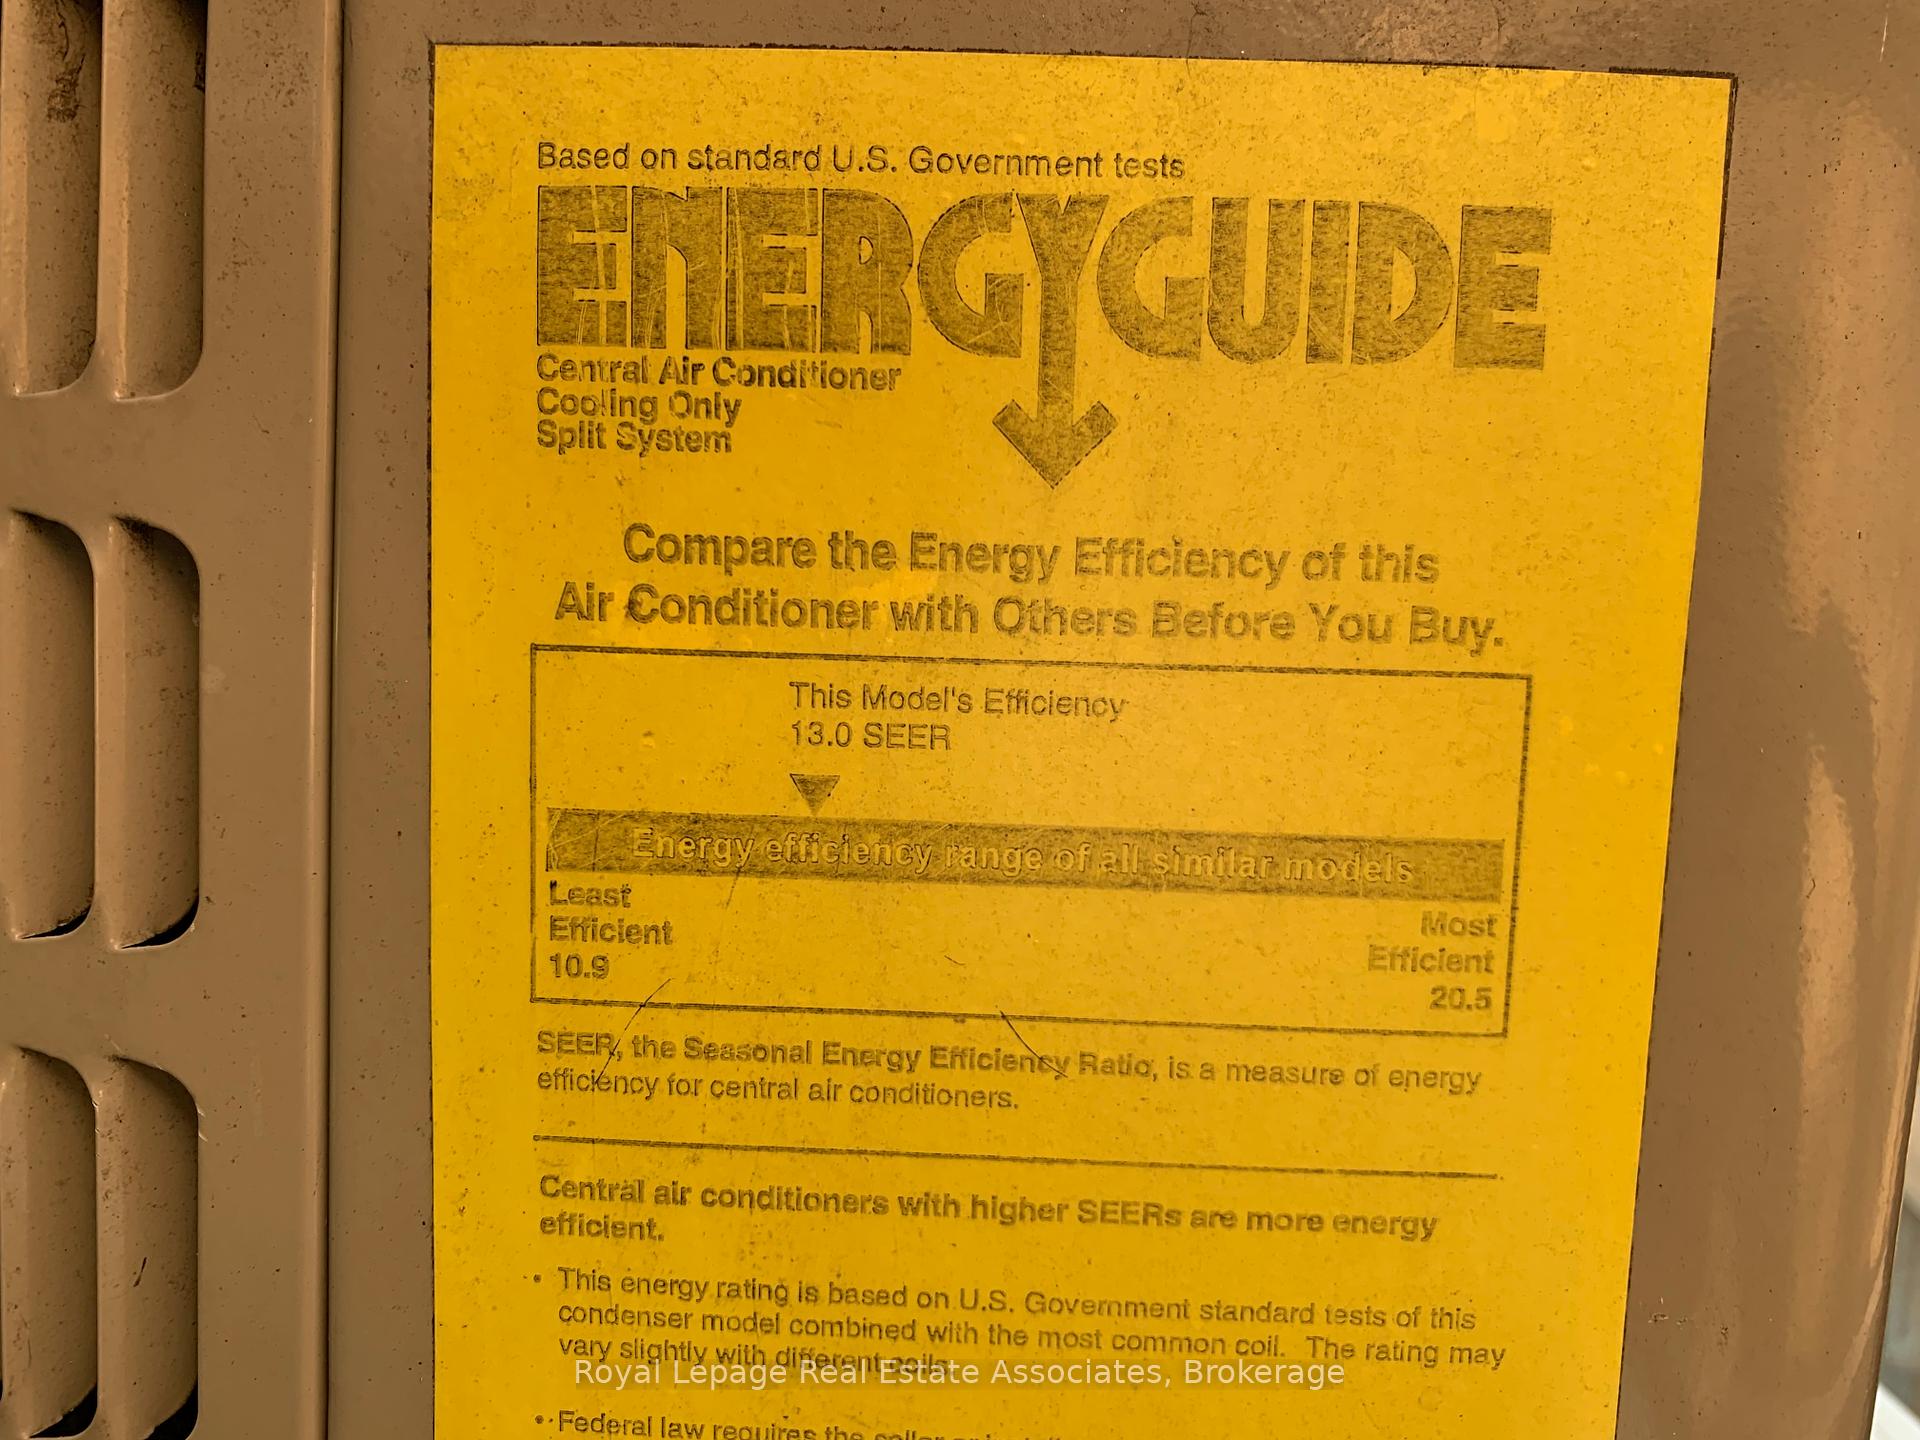 Based on standard U.S. Government tests
ENERGYGUIDE
Central Air Conditioner
Cooling Only
Split System
Compare the Energy Efficiency of this
Air Conditioner with Others Before You Buy.
This Model's Efficiency
13.0 SEER
Energy efficiency range of all similar models
Least
Efficient
10.9
Most
Efficient
20.5
SEER, the Seasonal Energy Efficiency Ratio, is a measure of energy
efficiency for central air conditioners.
Central air conditioners with higher SEERs are more energy
efficient.
• This energy rating is based on U.S. Government standard tests of this
condenser model combined with the most common coil. The rating may
vary slightly with different coils.
Royal Lepage Real Estate Associates, Brokerage
• Federal law requires the seller or